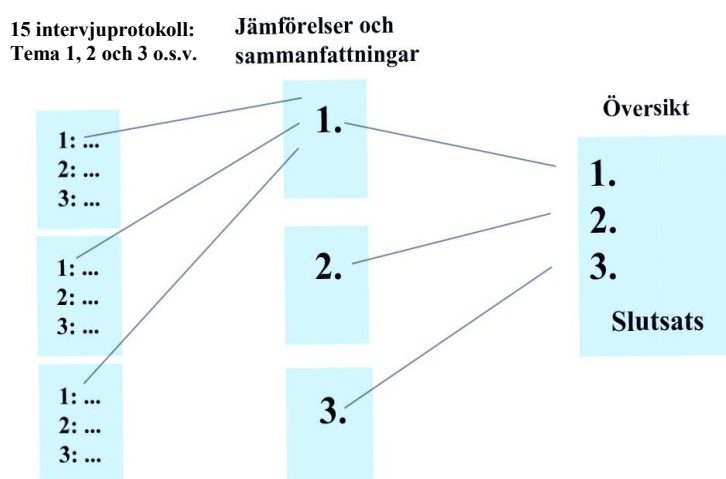 15 intervjuprotokoll:
Tema 1, 2 och 3 o.s.v.
Jämförelser och
sammanfattningar
Översikt
1: ...
2: ...
3: ...
1: ...
2: ...
3: ...
1: ...
2: ...
3: ...
1.
2.
3.
1.
2.
3.
Slutsats